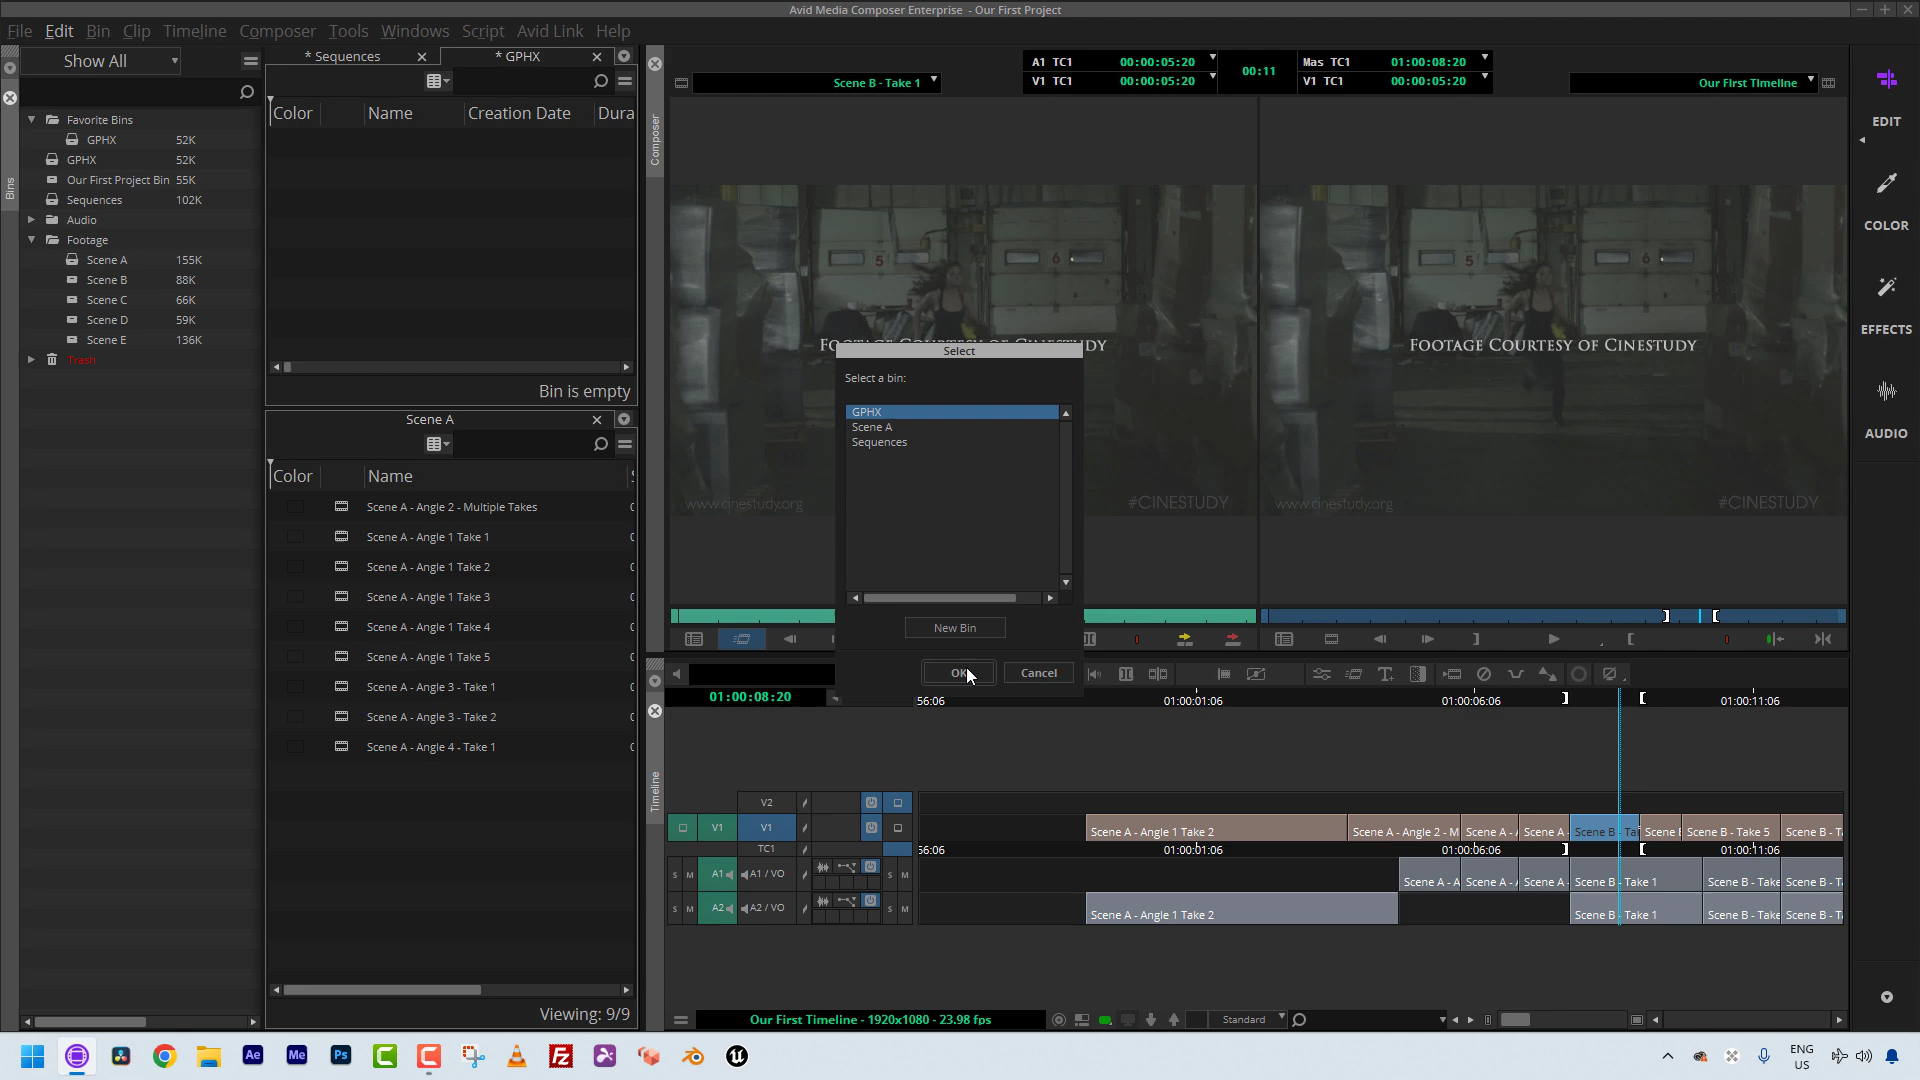 Avid Media Composer Enterprise - Our First Project
File Edit Bin Clip Timeline Composer Tools Windows Script Avid Link Help
Show All
* Sequences
* GPHX
Bins
Favorite Bins
GPHX 52K
GPHX 52K
Our First Project Bin 55K
Sequences 102K
Audio
Footage
Scene A 155K
Scene B 88K
Scene C 66K
Scene D 59K
Scene E 136K
Trash
Color Name Creation Date Dura
Bin is empty
Scene A
Color Name
Scene A - Angle 2 - Multiple Takes
Scene A - Angle 1 Take 1
Scene A - Angle 1 Take 2
Scene A - Angle 1 Take 3
Scene A - Angle 1 Take 4
Scene A - Angle 1 Take 5
Scene A - Angle 3 - Take 1
Scene A - Angle 3 - Take 2
Scene A - Angle 4 - Take 1
Viewing: 9/9
Composer
Scene B - Take 1
A1 TC1 00:00:05:20
V1 TC1 00:00:05:20
00:11
Mas TC1 01:00:08:20
V1 TC1 00:00:05:20
Our First Timeline
5 6
5 6
Footage Courtesy of Cinestudy
www.cinestudy.org #CINESTUDY
www.cinestudy.org #CINESTUDY
Select
Select a bin:
GPHX
Scene A
Sequences
New Bin
OK Cancel
EDIT
COLOR
EFFECTS
AUDIO
Timeline
01:00:08:20
56:06 01:00:01:06 01:00:06:06 01:00:11:06
V2
V1 V1
Scene A - Angle 1 Take 2 Scene A - Angle 2 - M Scene A - Scene A Scene B - Ta Scene B Scene B - Take 5 Scene B - T
TC1 56:06 01:00:01:06 01:00:06:06 01:00:11:06
S M A1 A1 / VO S M
Scene A - A Scene A - Scene A - Scene B - Take 1 Scene B - Take Scene B - T
S M A2 A2 / VO S M
Scene A - Angle 1 Take 2 Scene B - Take 1 Scene B - Take Scene B - T
Our First Timeline - 1920x1080 - 23.98 fps
Standard
Ae Me Ps C C Fz
ENG
US